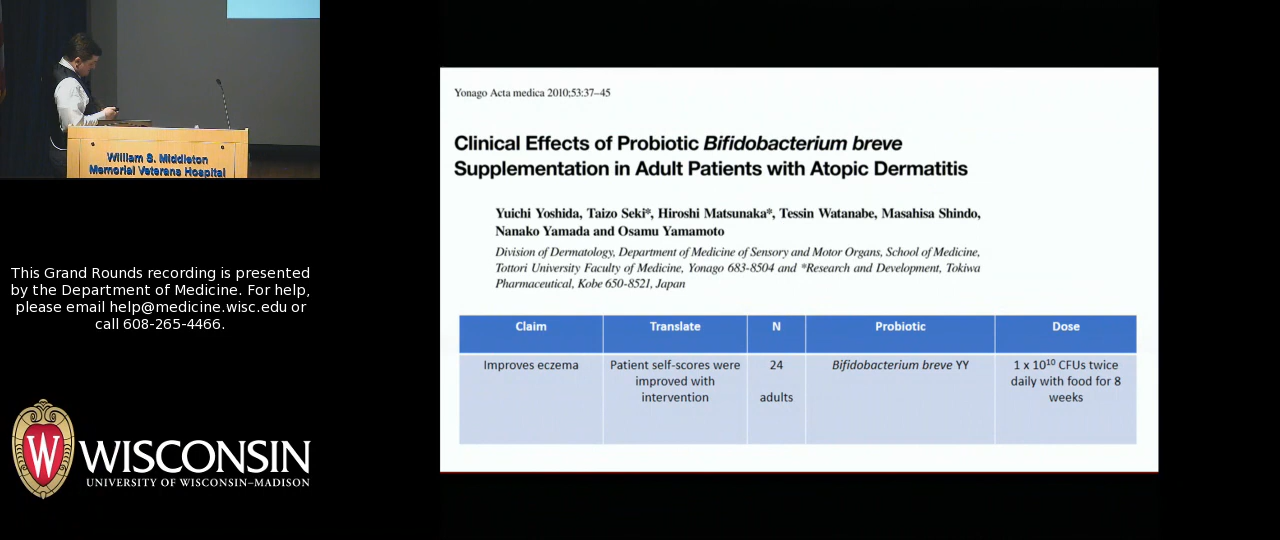 William S. Middleton
Memorial Veterans Hospital
This Grand Rounds recording is presented
by the Department of Medicine. For help,
please email help@medicine.wisc.edu or
call 608-265-4466.
W
WISCONSIN
UNIVERSITY OF WISCONSIN–MADISON
Yonago Acta medica 2010;53:37–45
Clinical Effects of Probiotic Bifidobacterium breve
Supplementation in Adult Patients with Atopic Dermatitis
Yuichi Yoshida, Taizo Seki*, Hiroshi Matsunaka*, Tessin Watanabe, Masahisa Shindo,
Nanako Yamada and Osamu Yamamoto
Division of Dermatology, Department of Medicine of Sensory and Motor Organs, School of Medicine,
Tottori University Faculty of Medicine, Yonago 683-8504 and *Research and Development, Tokiwa
Pharmaceutical, Kobe 650-8521, Japan
Claim Translate N Probiotic Dose
Improves eczema
Patient self-scores were
improved with
intervention
24
adults
Bifidobacterium breve YY
1 x 10¹⁰ CFUs twice
daily with food for 8
weeks